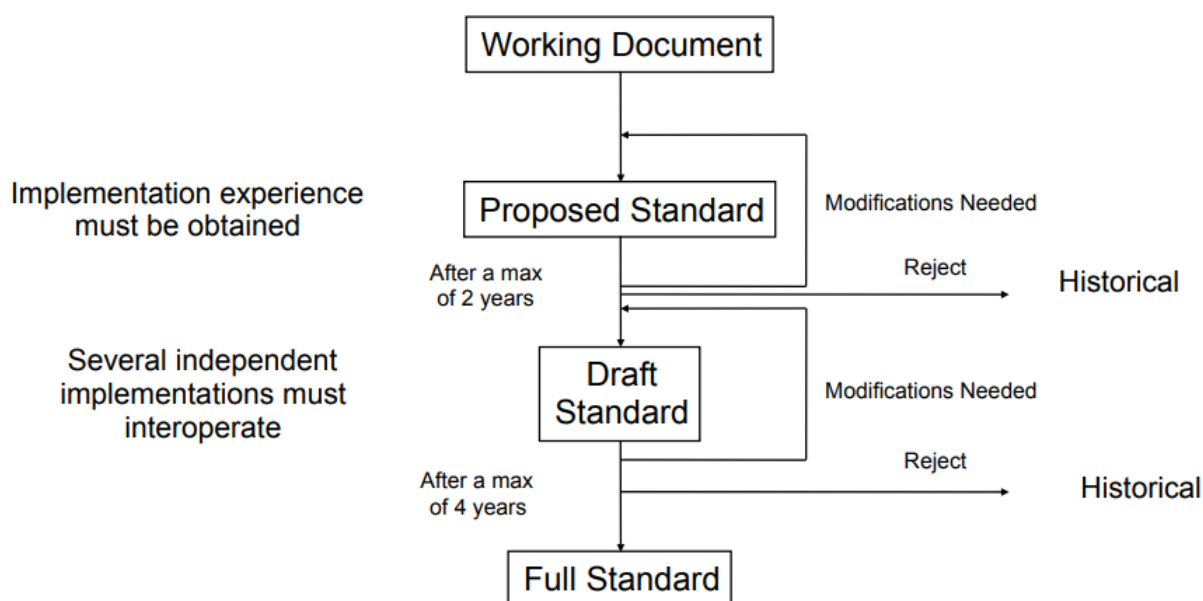 Working Document
Implementation experience
must be obtained
Proposed Standard
Modifications Needed
After a max
of 2 years
Reject
Historical
Several independent
implementations must
interoperate
Draft
Standard
Modifications Needed
After a max
of 4 years
Reject
Historical
Full Standard